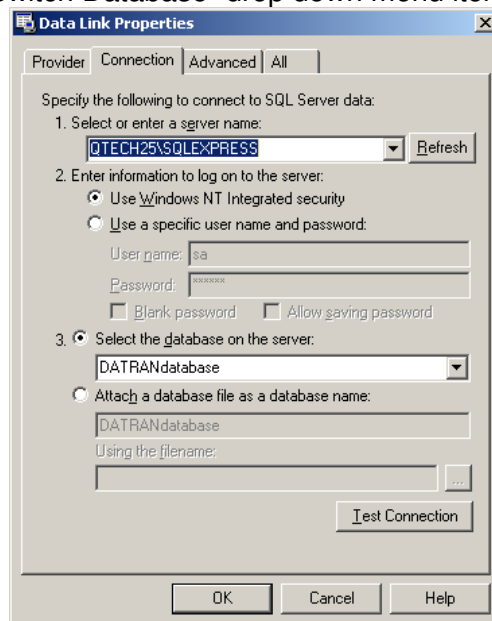 Data Link Properties
Provider Connection Advanced All
Specify the following to connect to SQL Server data:
1. Select or enter a server name:
QTECH25\SQLEXPRESS Refresh
2. Enter information to log on to the server:
Use Windows NT Integrated security
Use a specific user name and password:
User name: sa
Password: ******
Blank password Allow saving password
3. Select the database on the server:
DATRANdatabase
Attach a database file as a database name:
DATRANdatabase
Using the filename:
...
Test Connection
OK Cancel Help